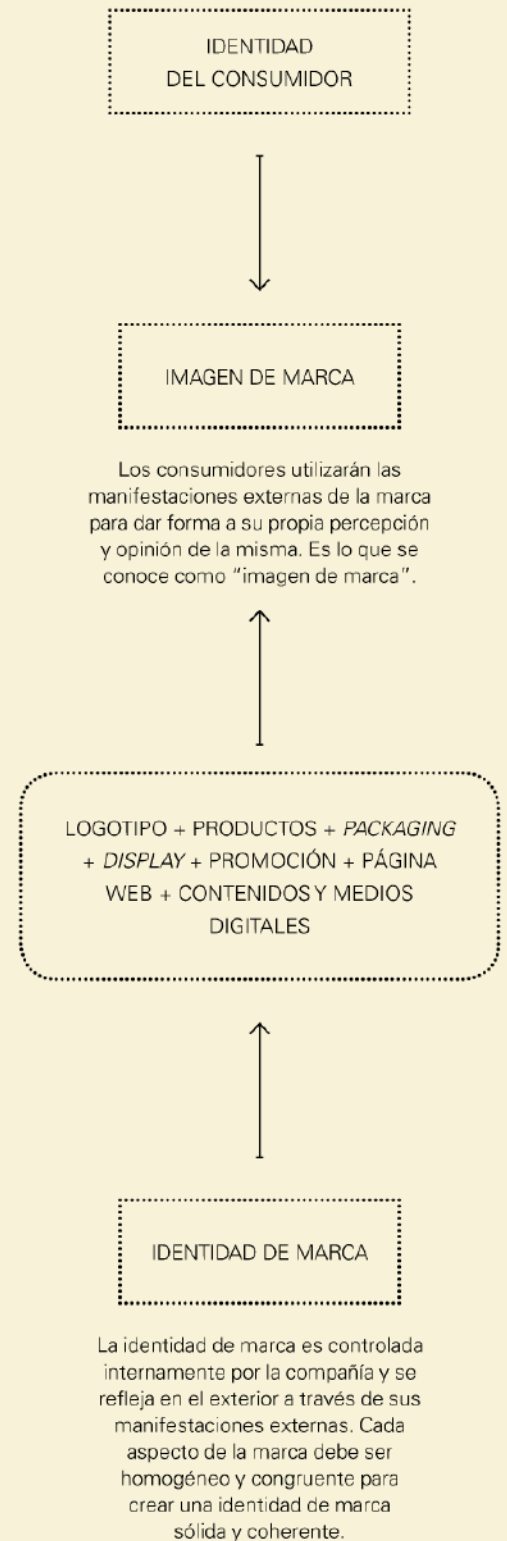 IDENTIDAD
DEL CONSUMIDOR
IMAGEN DE MARCA
Los consumidores utilizarán las
manifestaciones externas de la marca
para dar forma a su propia percepción
y opinión de la misma. Es lo que se
conoce como "imagen de marca".
LOGOTIPO + PRODUCTOS + PACKAGING
+ DISPLAY + PROMOCIÓN + PÁGINA
WEB + CONTENIDOS Y MEDIOS
DIGITALES
IDENTIDAD DE MARCA
La identidad de marca es controlada
internamente por la compañía y se
refleja en el exterior a través de sus
manifestaciones externas. Cada
aspecto de la marca debe ser
homogéneo y congruente para
crear una identidad de marca
sólida y coherente.